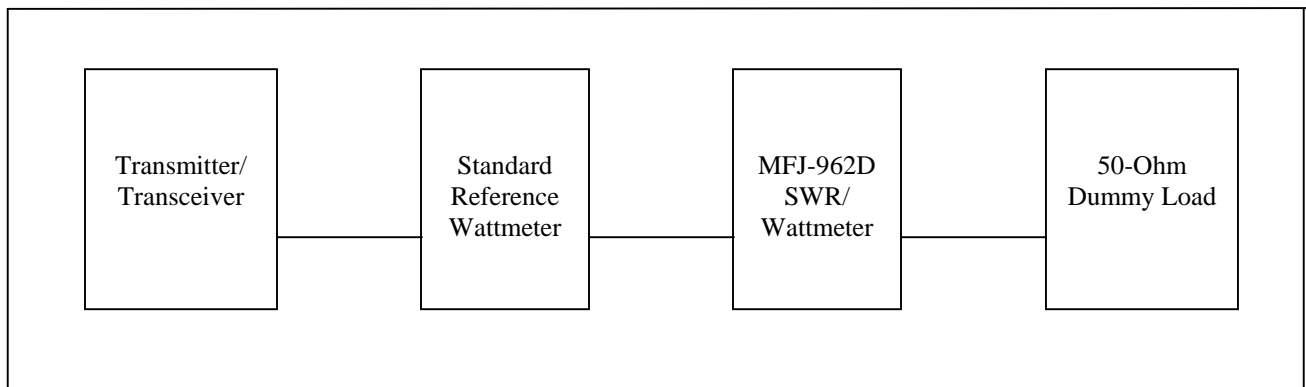 Transmitter/
Transceiver
Standard
Reference
Wattmeter
MFJ-962D
SWR/
Wattmeter
50-Ohm
Dummy Load